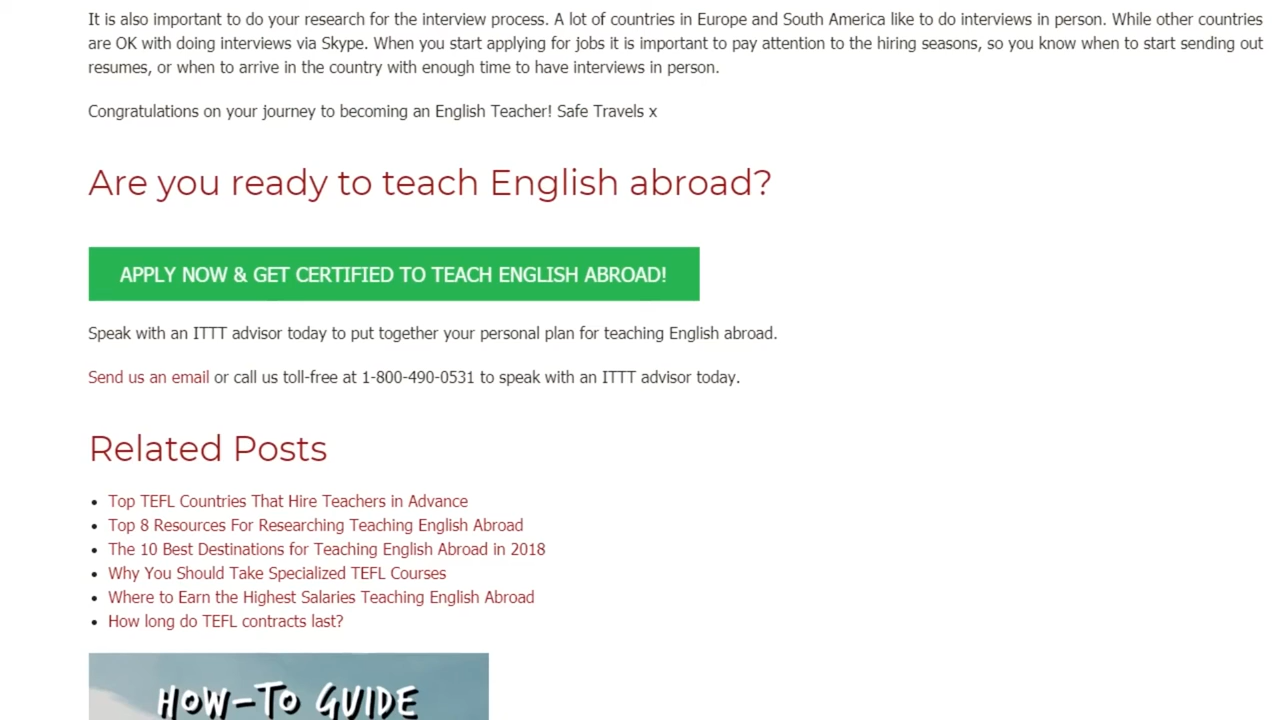 It is also important to do your research for the interview process. A lot of countries in Europe and South America like to do interviews in person. While other countries
are OK with doing interviews via Skype. When you start applying for jobs it is important to pay attention to the hiring seasons, so you know when to start sending out
resumes, or when to arrive in the country with enough time to have interviews in person.
Congratulations on your journey to becoming an English Teacher! Safe Travels x
Are you ready to teach English abroad?
APPLY NOW & GET CERTIFIED TO TEACH ENGLISH ABROAD!
Speak with an ITTT advisor today to put together your personal plan for teaching English abroad.
Send us an email or call us toll-free at 1-800-490-0531 to speak with an ITTT advisor today.
Related Posts
• Top TEFL Countries That Hire Teachers in Advance
• Top 8 Resources For Researching Teaching English Abroad
• The 10 Best Destinations for Teaching English Abroad in 2018
• Why You Should Take Specialized TEFL Courses
• Where to Earn the Highest Salaries Teaching English Abroad
• How long do TEFL contracts last?
HOW-TO GUIDE